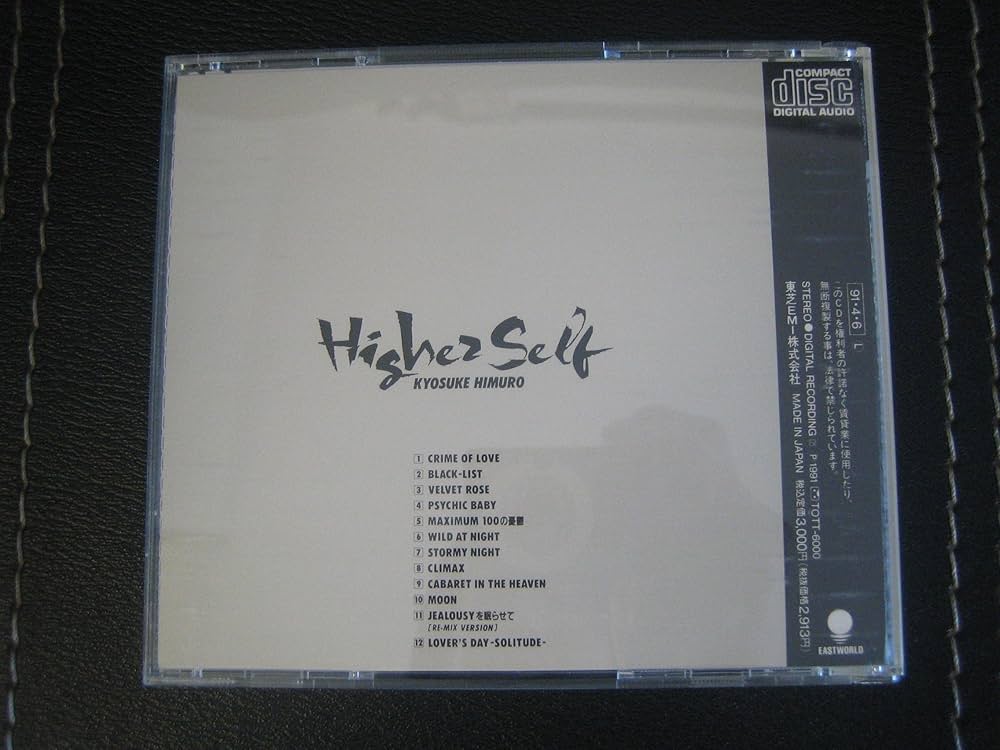 COMPACT
disc
DIGITAL AUDIO
Higher Self
KYOSUKE HIMURO
1 CRIME OF LOVE
2 BLACK-LIST
3 VELVET ROSE
4 PSYCHIC BABY
5 MAXIMUM 100の憂鬱
6 WILD AT NIGHT
7 STORMY NIGHT
8 CLIMAX
9 CABARET IN THE HEAVEN
10 MOON
11 JEALOUSYを眠らせて
[RE-MIX VERSION]
12 LOVER'S DAY-SOLITUDE-
91・4・6 L
このCDを権利者の許諾なく賃貸業に使用したり、
無断複製する事は、法律で禁じられています。
STEREO●DIGITAL RECORDING P 1991 TOTT-6000
東芝EMI株式会社 MADE IN JAPAN 税込定価3,000円(税抜価格2,913円)
EASTWORLD